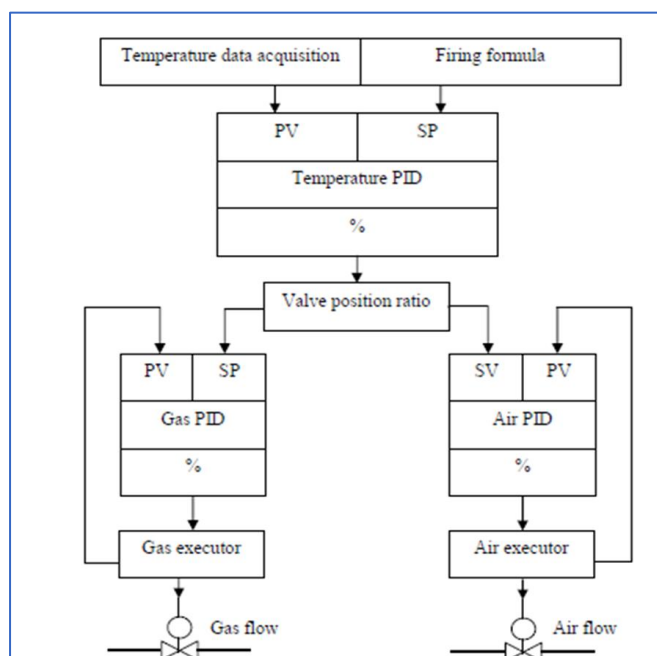 Temperature data acquisition
Firing formula
PV
SP
Temperature PID
%
Valve position ratio
PV
SP
SV
PV
Gas PID
Air PID
%
%
Gas executor
Air executor
Gas flow
Air flow